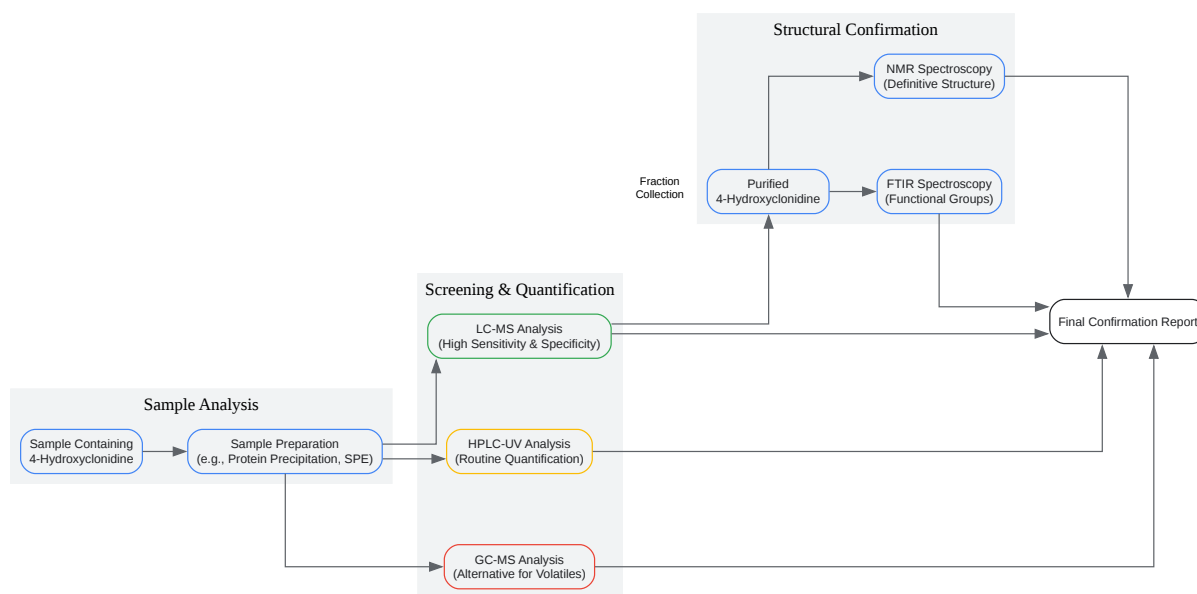 Structural Confirmation
NMR Spectroscopy
(Definitive Structure)
Fraction
Collection
Purified
4-Hydroxyclonidine
FTIR Spectroscopy
(Functional Groups)
Screening & Quantification
LC-MS Analysis
(High Sensitivity & Specificity)
Final Confirmation Report
Sample Analysis
Sample Containing
4-Hydroxyclonidine
Sample Preparation
(e.g., Protein Precipitation, SPE)
HPLC-UV Analysis
(Routine Quantification)
GC-MS Analysis
(Alternative for Volatiles)